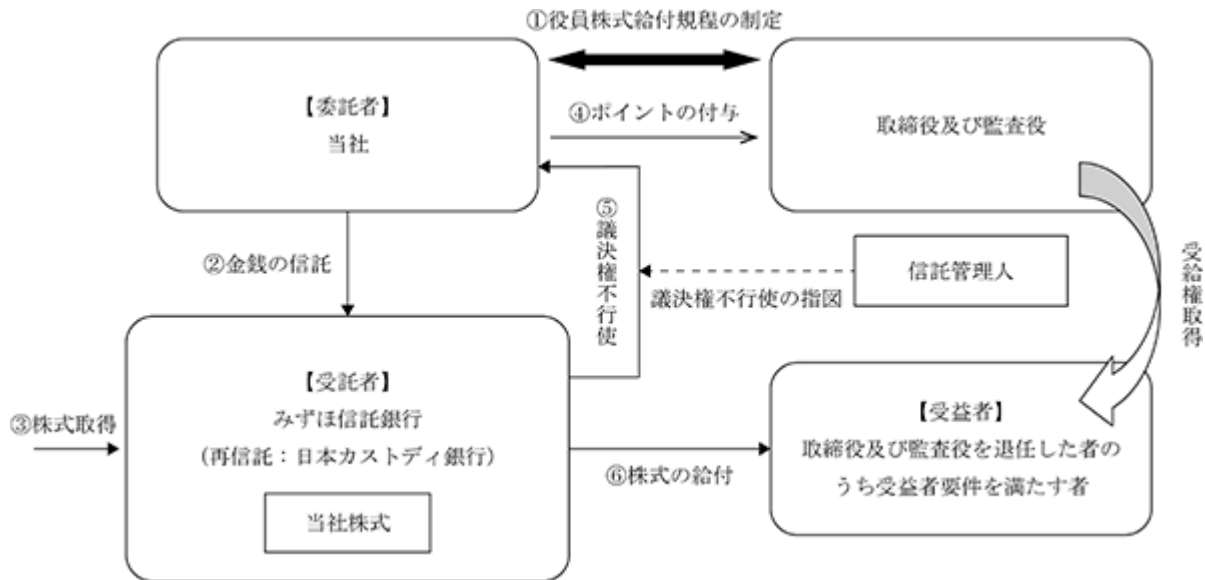 ①役員株式給付規程の制定
【委託者】
当社
④ポイントの付与
取締役及び監査役
②金銭の信託
⑤議決権不行使
議決権不行使の指図
信託管理人
受給権取得
③株式取得
【受託者】
みずほ信託銀行
(再信託：日本カストディ銀行)
当社株式
⑥株式の給付
【受益者】
取締役及び監査役を退任した者の
うち受益者要件を満たす者